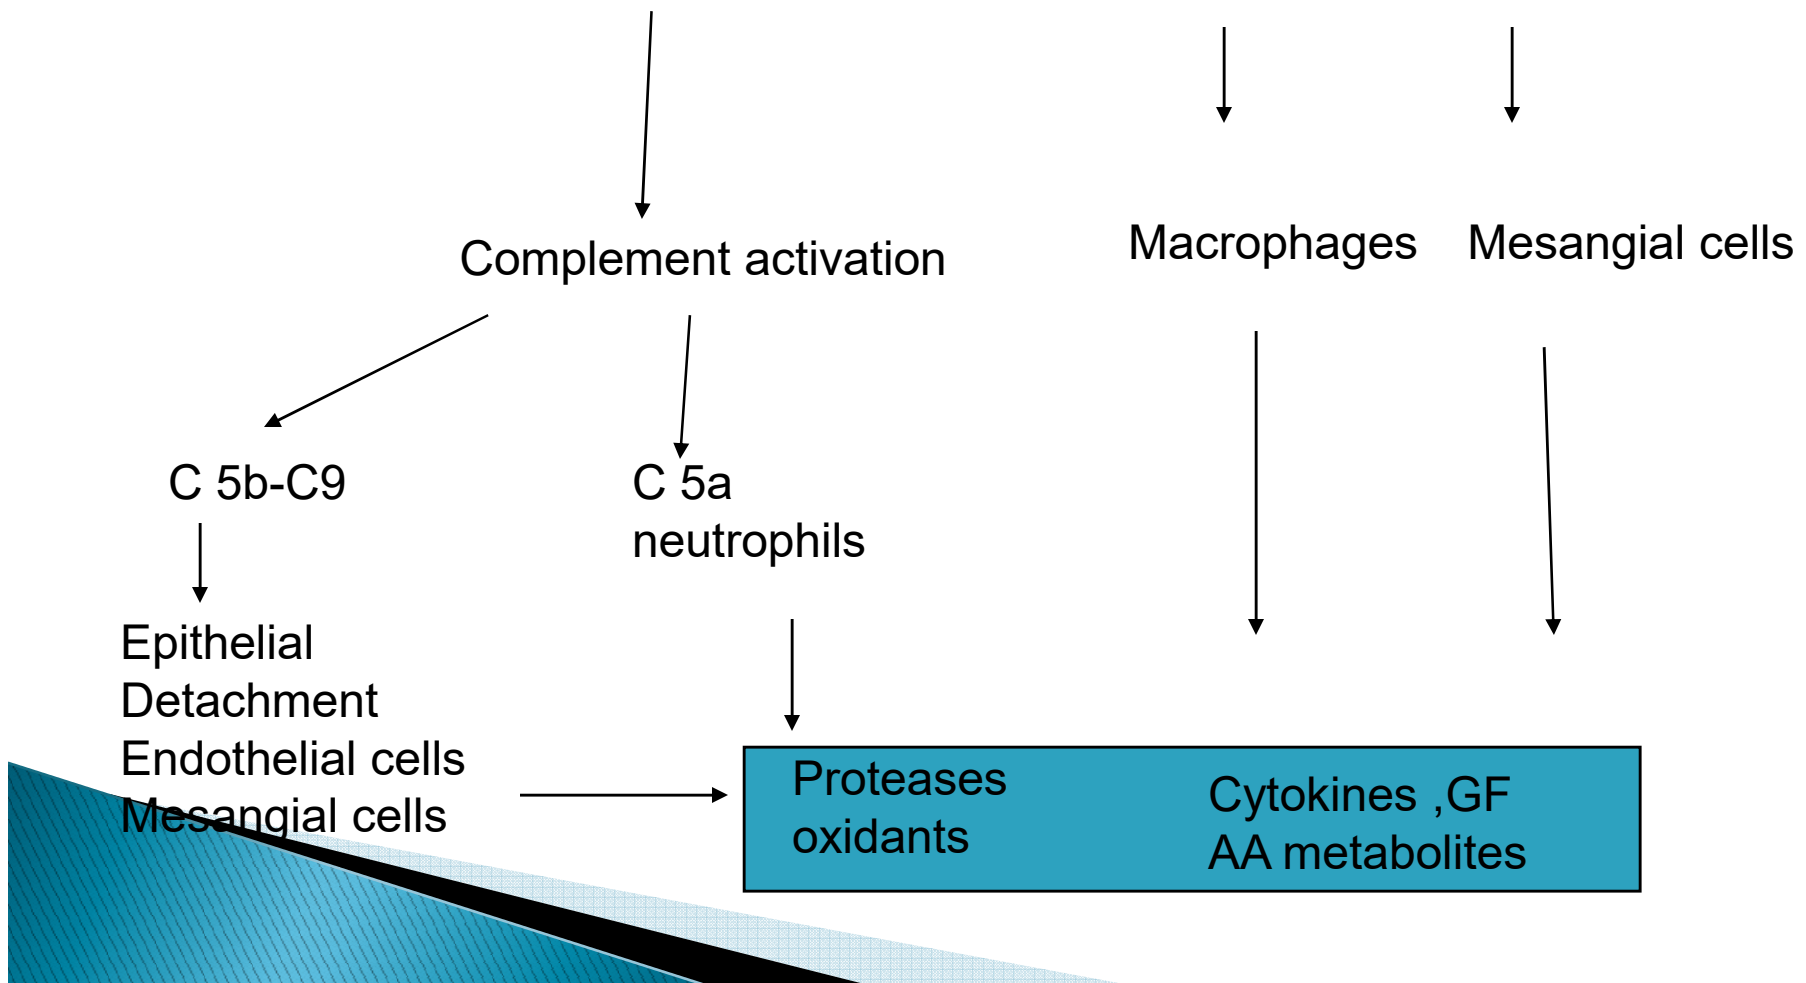 Complement activation
Macrophages
Mesangial cells
C 5b-C9
C 5a
neutrophils
Epithelial
Detachment
Endothelial cells
Mesangial cells
Proteases
oxidants
Cytokines ,GF
AA metabolites